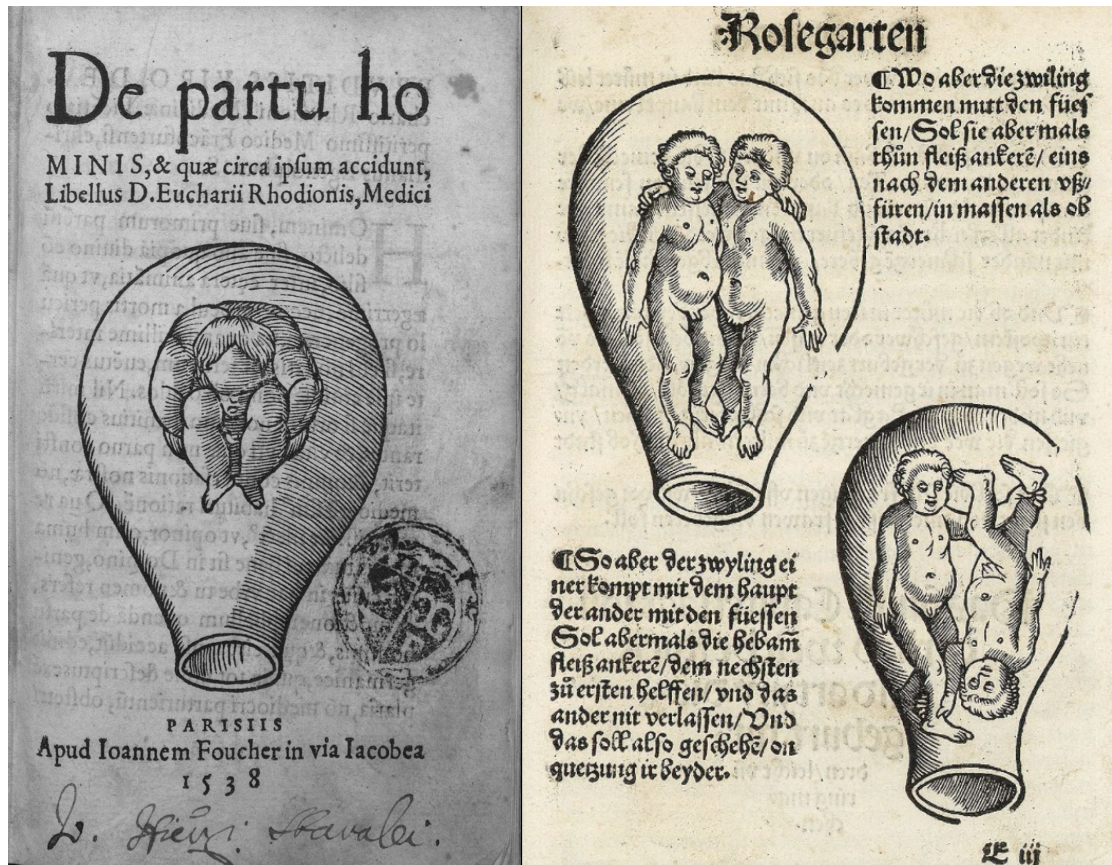 De partu ho
MINIS, & quæ circa ipsum accidunt,
Libellus D. Eucharii Rhodionis, Medici
PARISIIS
Apud Ioannem Foucher in via Iacobea
1538
Rosegarten
¶Wo aber die zwiling
kommen mitt den fües
sen/Sol sie aber mals
thůn fleiß ankerẽ/eins
nach dem anderen vß⸗
füren/in massen als ob
stadt.
¶So aber der zwyling ei
ner kompt mit dem haupt
der ander mit den füessen
Sol abermals die hebam̃
fleiß ankerẽ/dem nechsten
zů ersten helffen/vnd das
ander nit verlassen/Vnd
das soll also geschehẽ/on
quetzung ir beyder.
E iij